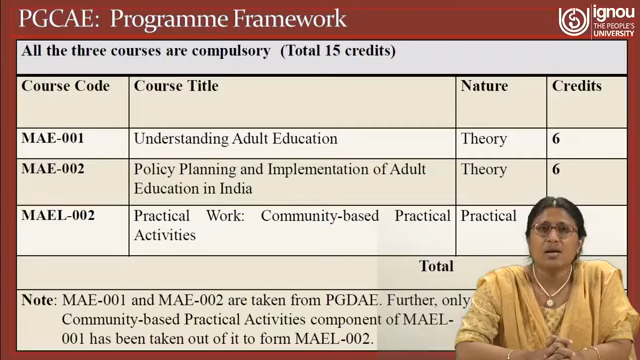 PGCAE: Programme Framework
ignou
THE PEOPLE'S
UNIVERSITY
All the three courses are compulsory (Total 15 credits)
Course Code Course Title Nature Credits
MAE-001 Understanding Adult Education Theory 6
MAE-002 Policy Planning and Implementation of Adult Theory 6
Education in India
MAEL-002 Practical Work: Community-based Practical Practical
Activities
Total
Note: MAE-001 and MAE-002 are taken from PGDAE. Further, only
Community-based Practical Activities component of MAEL-
001 has been taken out of it to form MAEL-002.